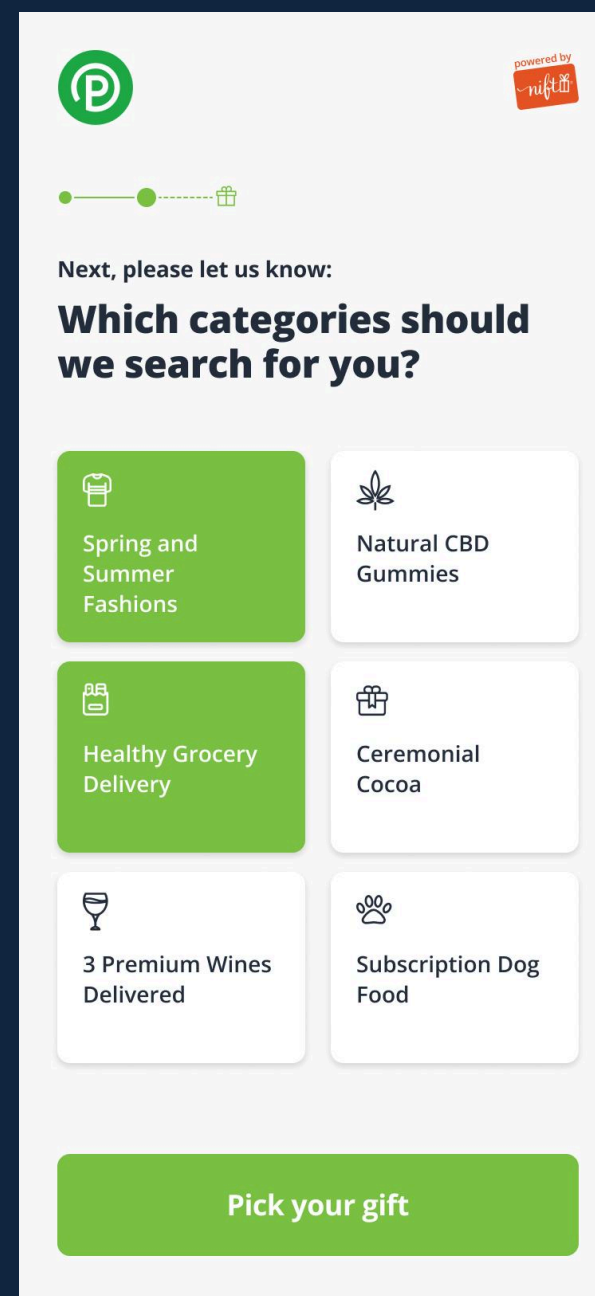 P
powered by
nift
Next, please let us know:
Which categories should
we search for you?
Spring and
Summer
Fashions
Natural CBD
Gummies
Healthy Grocery
Delivery
Ceremonial
Cocoa
3 Premium Wines
Delivered
Subscription Dog
Food
Pick your gift